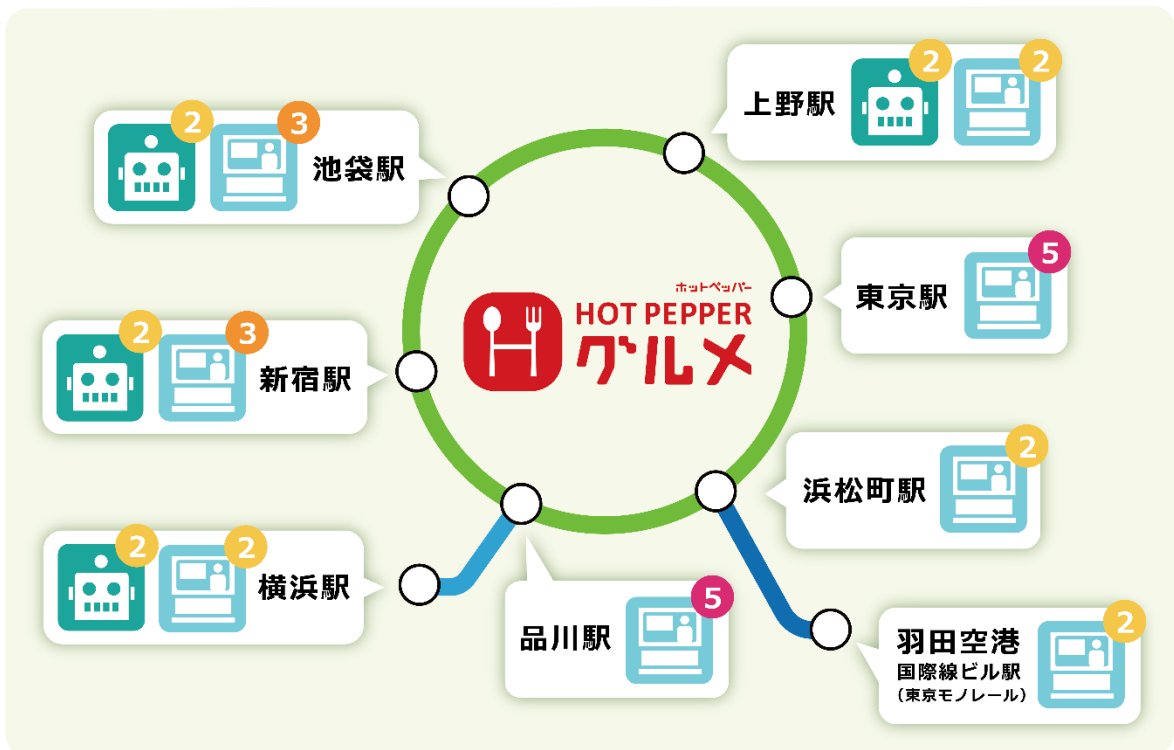 上野駅
2
2
2
3
池袋駅
東京駅
5
ホットペッパー
HOT PEPPER
グルメ
2
3
新宿駅
浜松町駅
2
2
2
横浜駅
品川駅
5
羽田空港
国際線ビル駅
(東京モノレール)
2